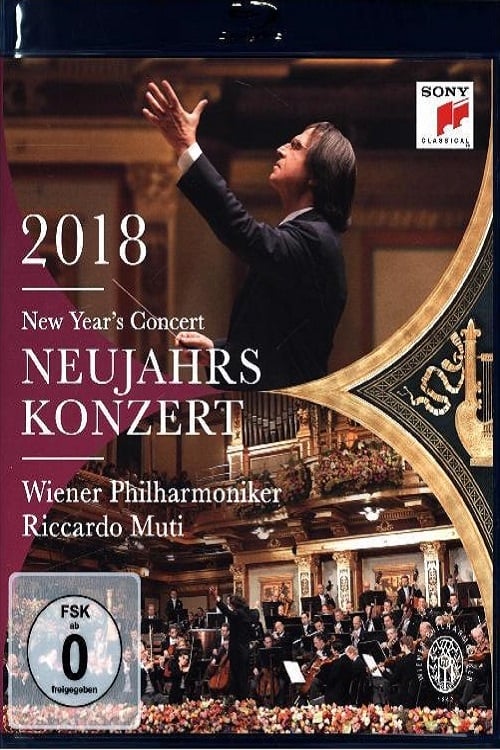 SONY
CLASSICAL
2018
New Year's Concert
NEUJAHRS
KONZERT
Wiener Philharmoniker
Riccardo Muti
FSK
ab
0
freigegeben